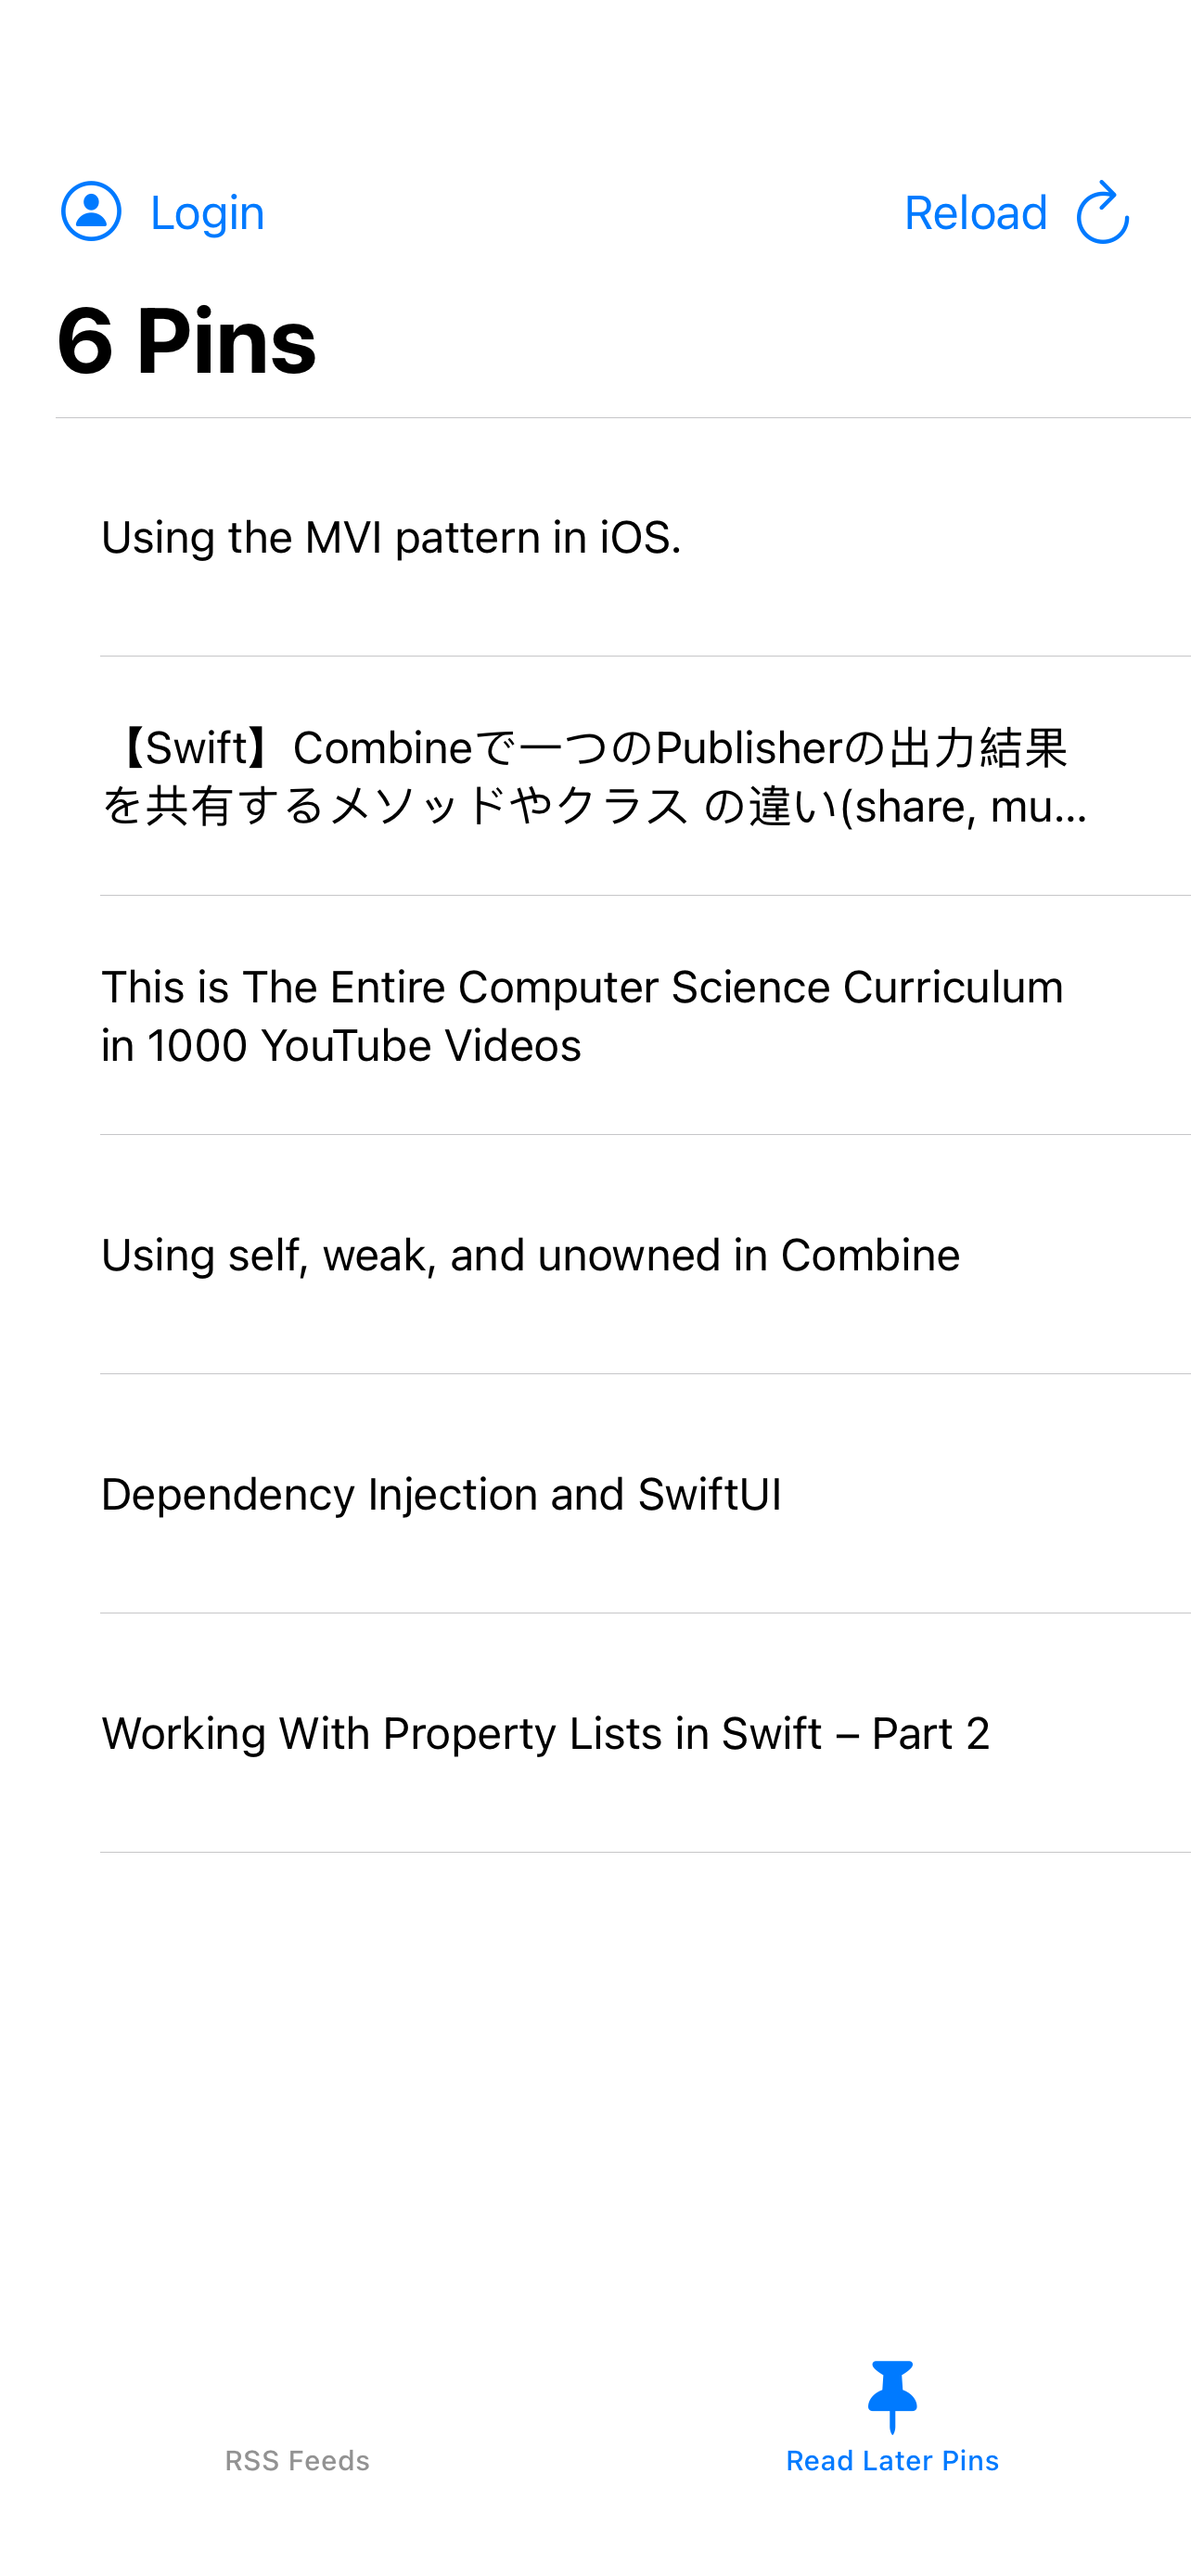 Login
Reload
6 Pins
Using the MVI pattern in iOS.
【Swift】Combineで一つのPublisherの出力結果
を共有するメソッドやクラス の違い(share, mu...
This is The Entire Computer Science Curriculum
in 1000 YouTube Videos
Using self, weak, and unowned in Combine
Dependency Injection and SwiftUI
Working With Property Lists in Swift – Part 2
RSS Feeds
Read Later Pins